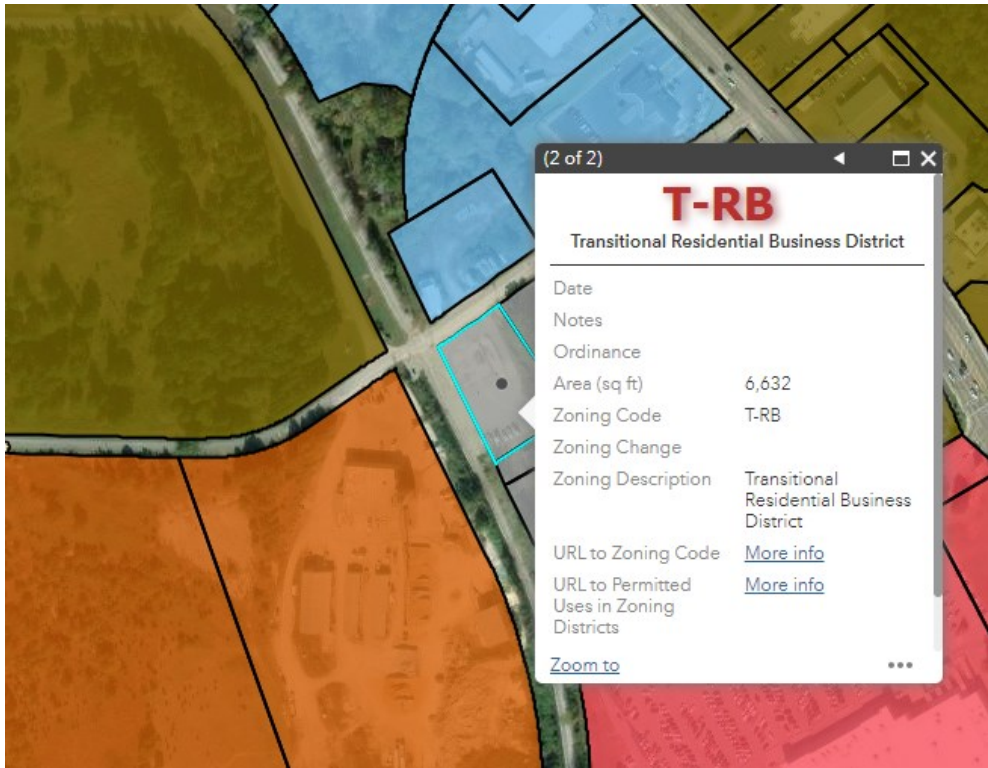 (2 of 2)
T-RB
Transitional Residential Business District
Date
Notes
Ordinance
Area (sq ft) 6,632
Zoning Code T-RB
Zoning Change
Zoning Description Transitional
Residential Business
District
URL to Zoning Code More info
URL to Permitted More info
Uses in Zoning
Districts
Zoom to